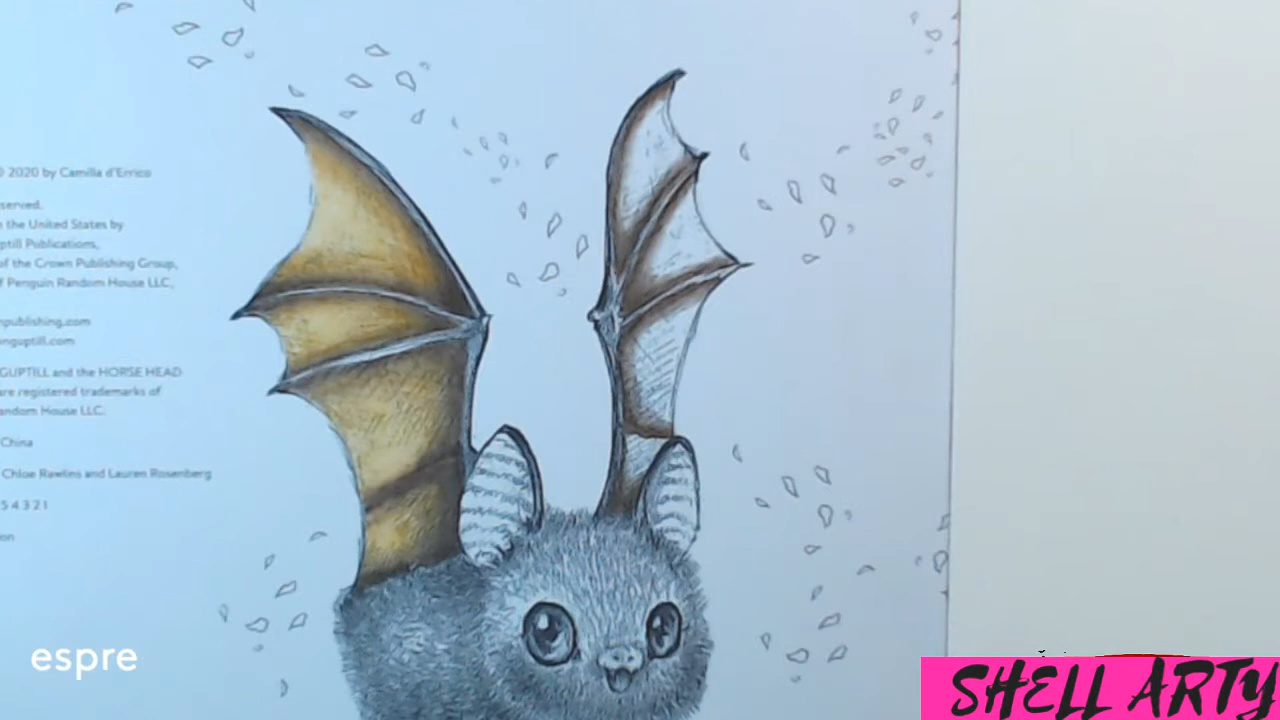 © 2020 by Camilla d'Errico
served.
the United States by
ptill Publications,
of the Crown Publishing Group,
f Penguin Random House LLC,
publishing.com
nguptill.com
GUPTILL and the HORSE HEAD
are registered trademarks of
andom House LLC.
China
Chloe Rawlins and Lauren Rosenberg
5 4 3 2 1
on
espre
SHELL ARTY